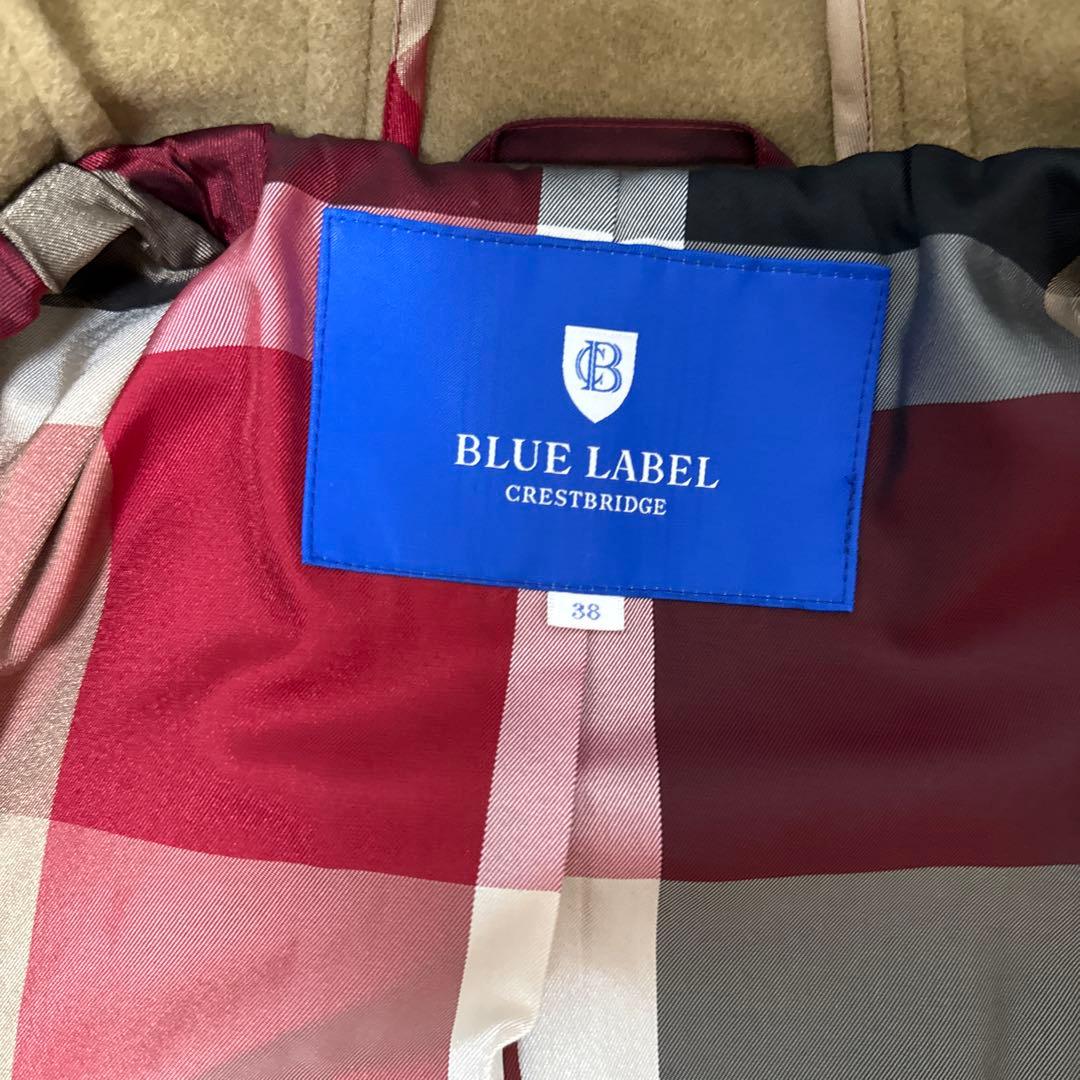 CB
BLUE LABEL
CRESTBRIDGE
38